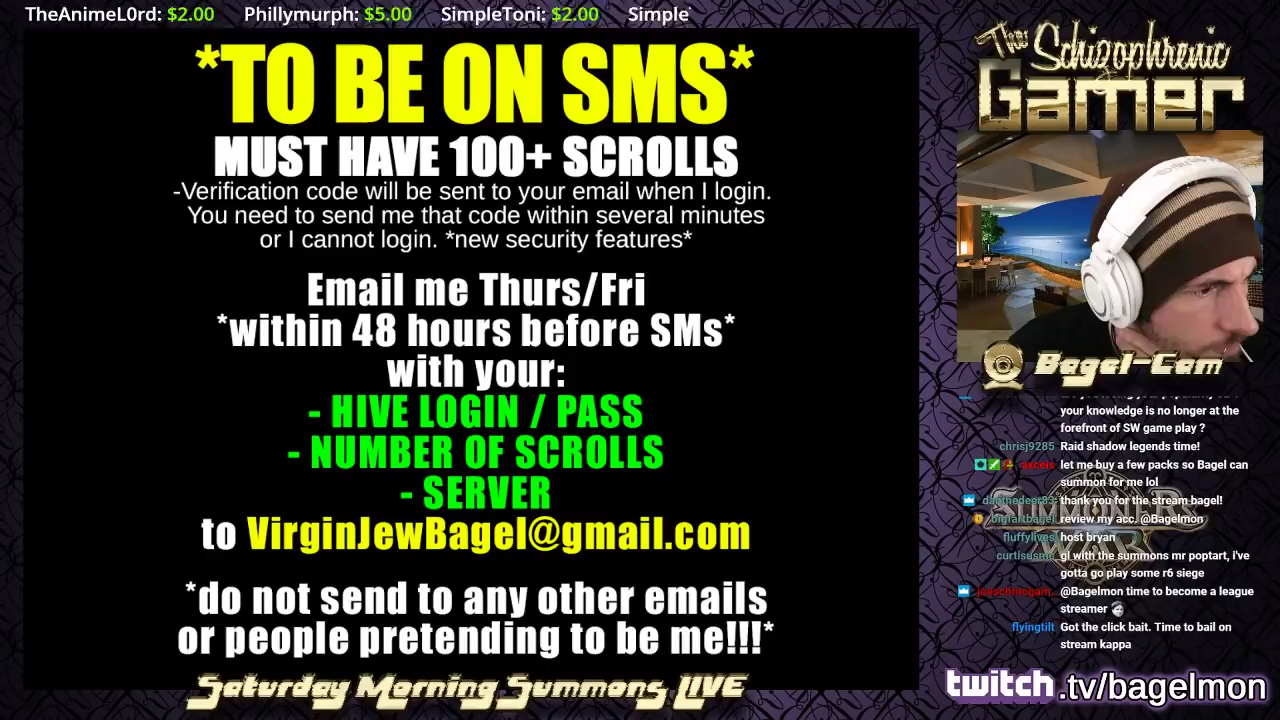 TheAnimeL0rd: $2.00 Phillymurph: $5.00 SimpleToni: $2.00 Simple
*TO BE ON SMS*
MUST HAVE 100+ SCROLLS
-Verification code will be sent to your email when I login.
You need to send me that code within several minutes
or I cannot login. *new security features*
Email me Thurs/Fri
*within 48 hours before SMs*
with your:
- HIVE LOGIN / PASS
- NUMBER OF SCROLLS
- SERVER
to VirginJewBagel@gmail.com
*do not send to any other emails
or people pretending to be me!!!*
Saturday Morning Summons LIVE
The Schizophrenic
Gamer
Bagel-Cam
your knowledge is no longer at the
forefront of SW game play ?
chrisj9285 Raid shadow legends time!
axcels let me buy a few packs so Bagel can
summon for me lol
danthedeer83: thank you for the stream bagel!
bigfartbagel review my acc. @Bagelmon
fluffylives host bryan
curtisusmc gl with the summons mr poptart, i've
gotta go play some r6 siege
@Bagelmon time to become a league
streamer
flyingtilt Got the click bait. Time to bail on
stream kappa
SUMMONERS
WAR
twitch.tv/bagelmon